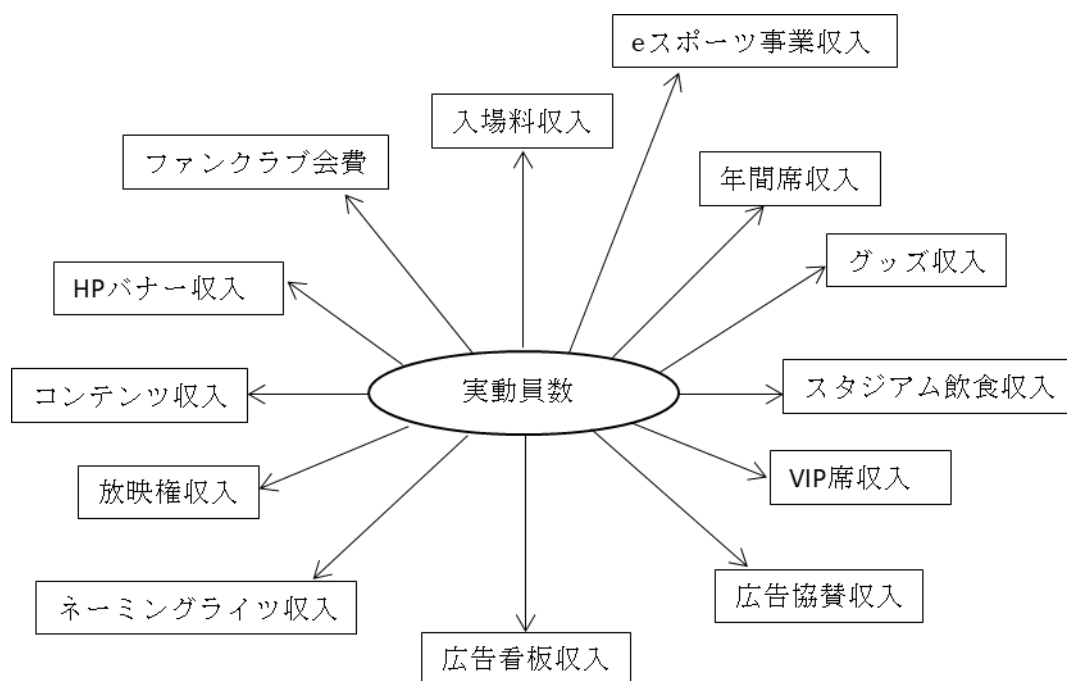 eスポーツ事業収入
入場料収入
ファンクラブ会費
年間席収入
グッズ収入
HPバナー収入
実動員数
コンテンツ収入
スタジアム飲食収入
放映権収入
VIP席収入
ネーミングライツ収入
広告協賛収入
広告看板収入